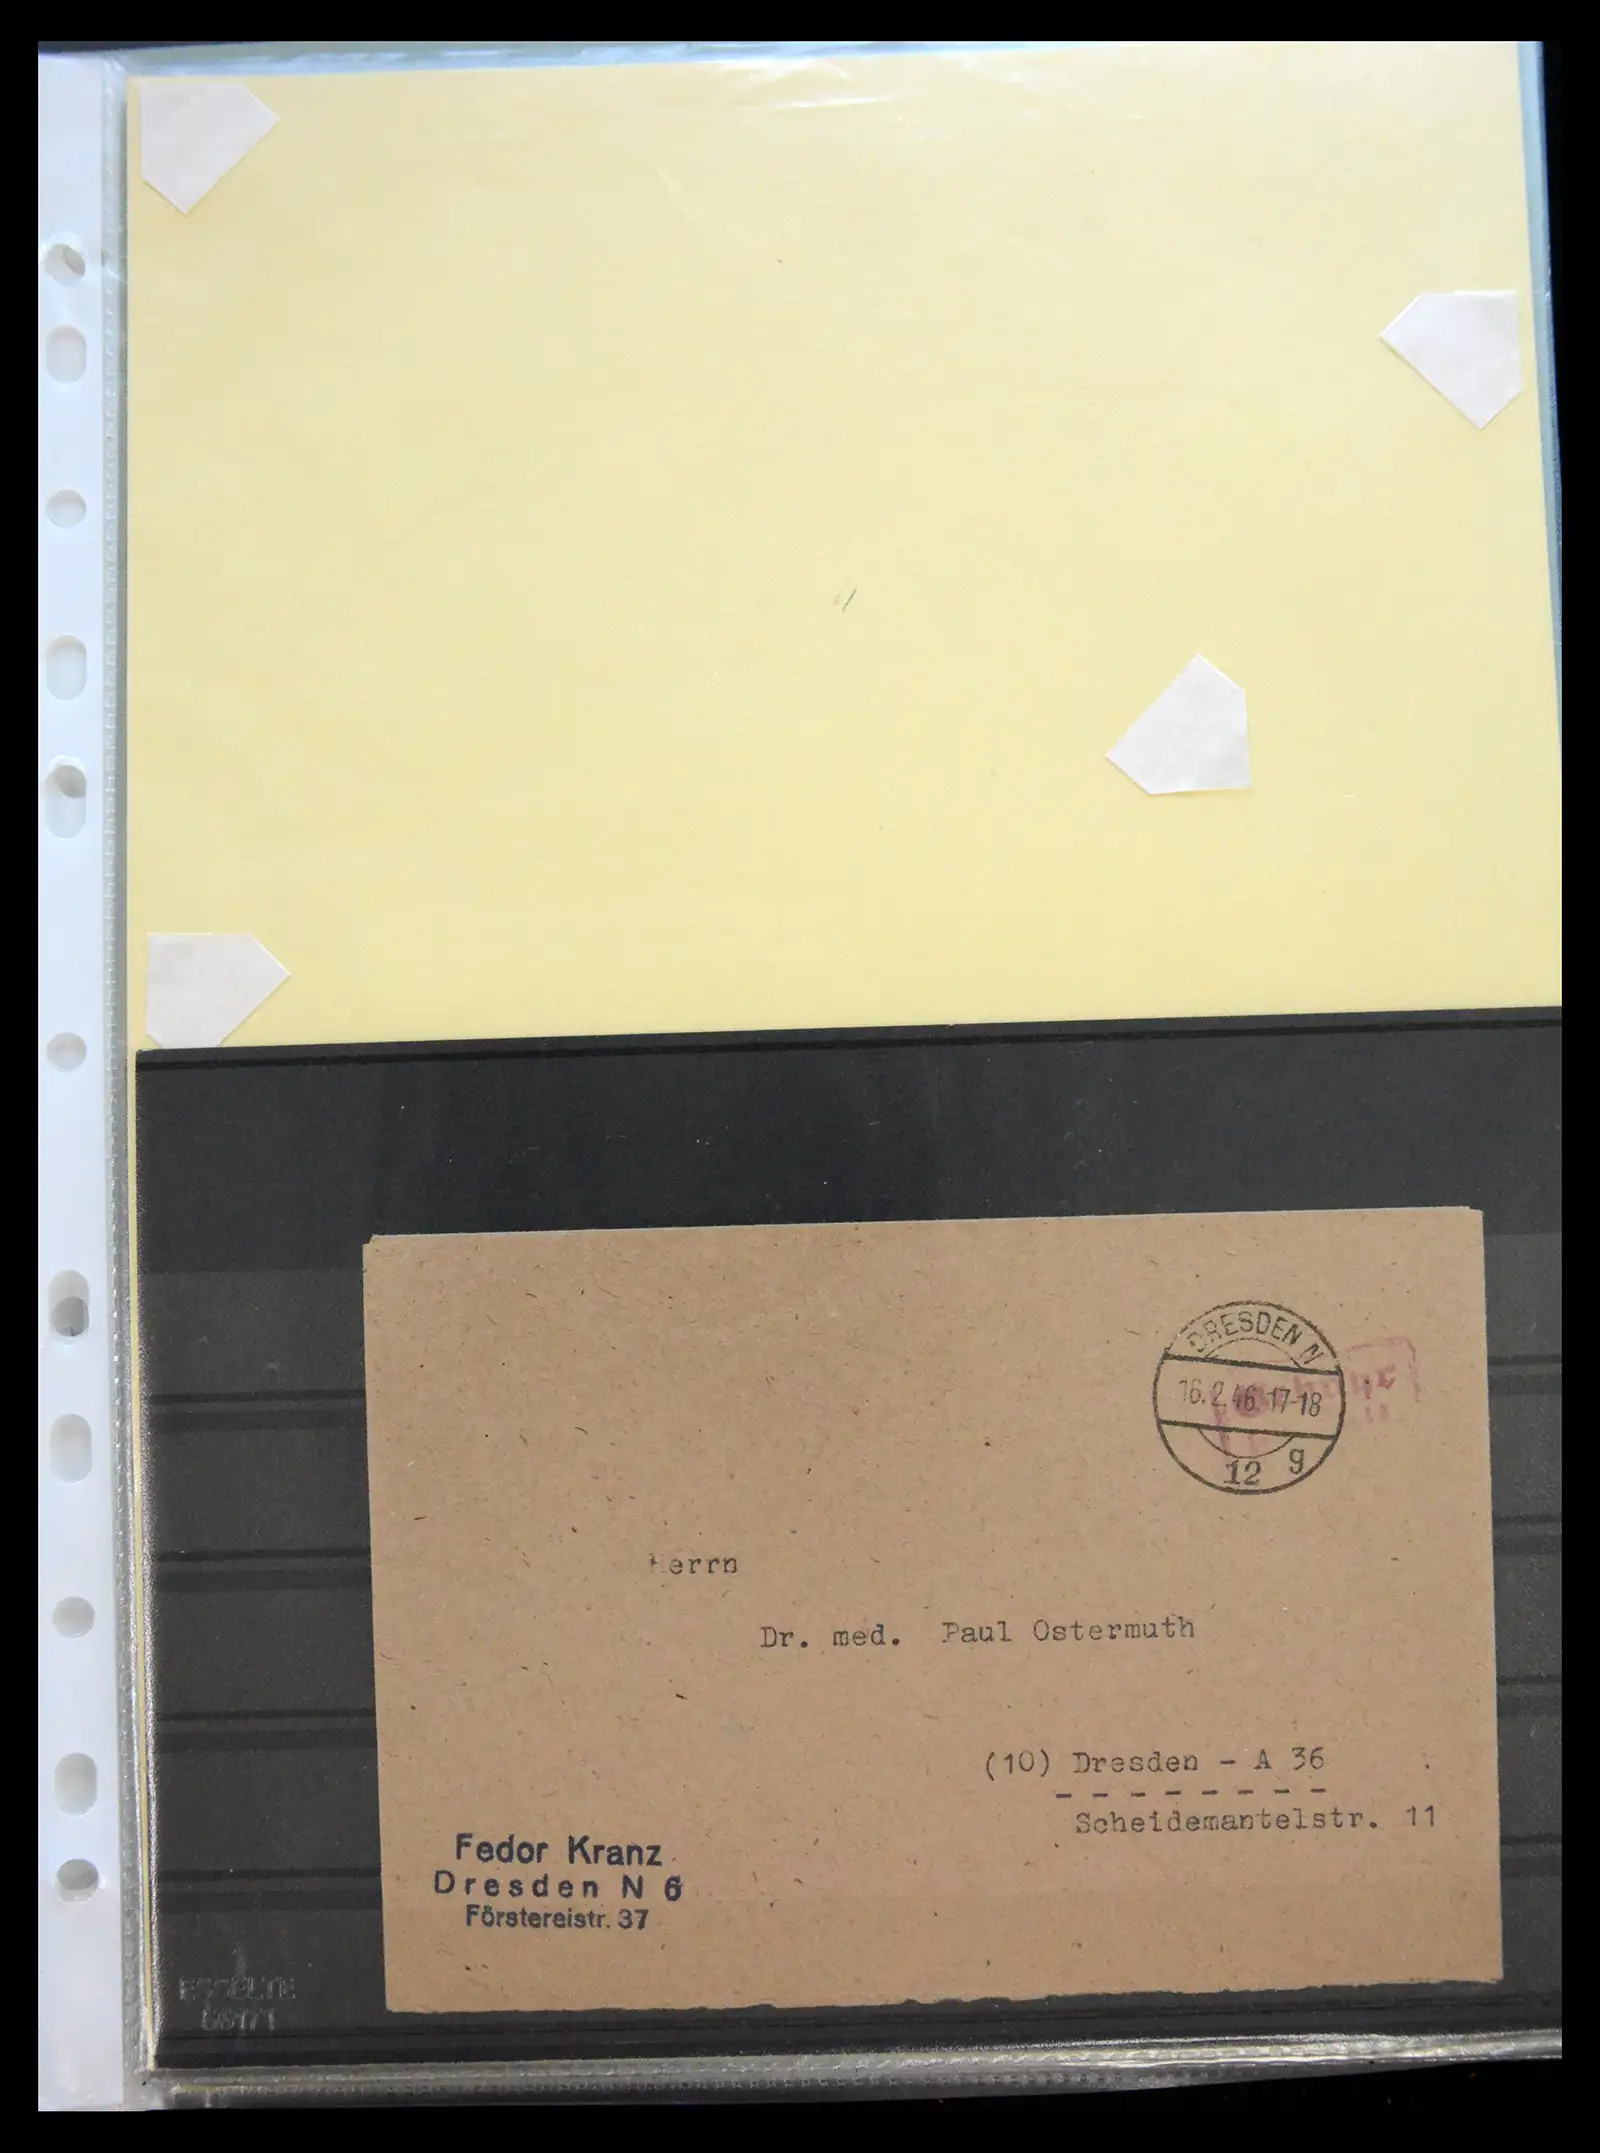 DRESDEN N
16.2.46.17-18
12 g
Herrn
Dr. med. Paul Ostermuth
(10) Dresden - A 36
Scheidemantelstr. 11
Fedor Kranz
Dresden N 6
Förstereistr. 37
ESSELTE